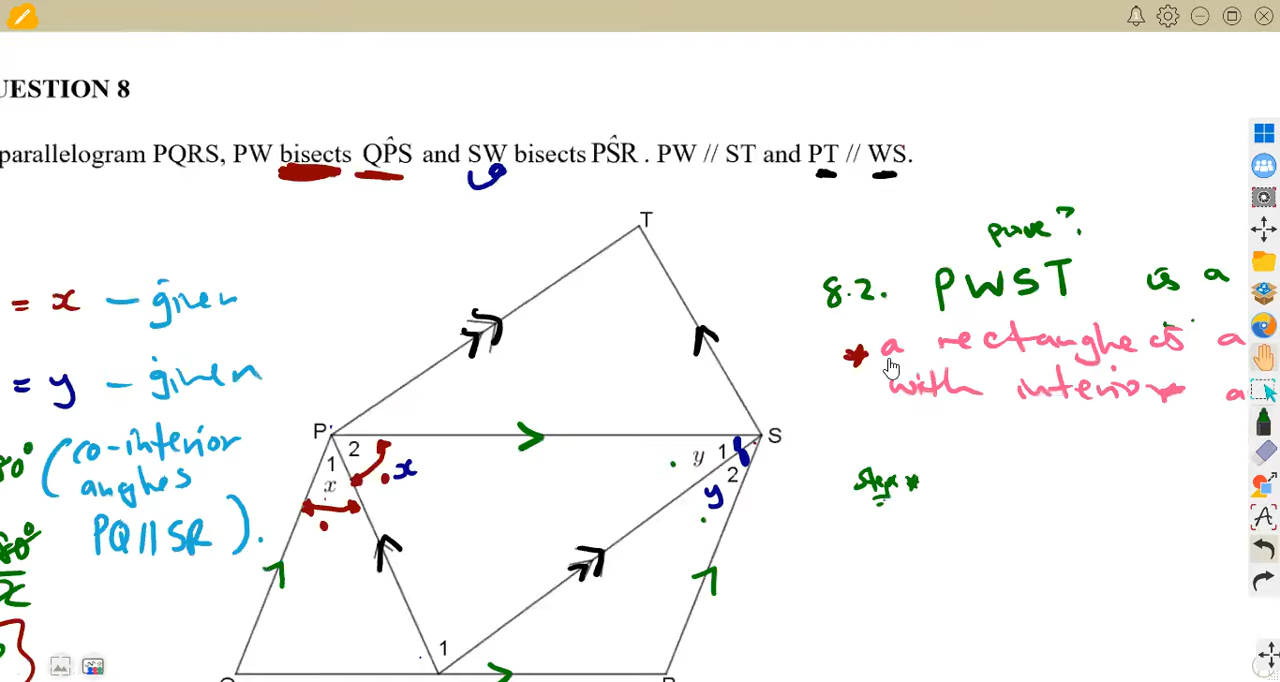 UESTION 8
parallelogram PQRS, PW bisects QP̂S and SW bisects PŜR . PW // ST and PT // WS.
T
prove?
8.2. PWST is a
= x – given
* a rectangle is a
with interior a
= y – given
P
2
S
1
x
x
y
1
2
y
80° (co-interior
angles
PQ // SR).
80°
x
steps *
1